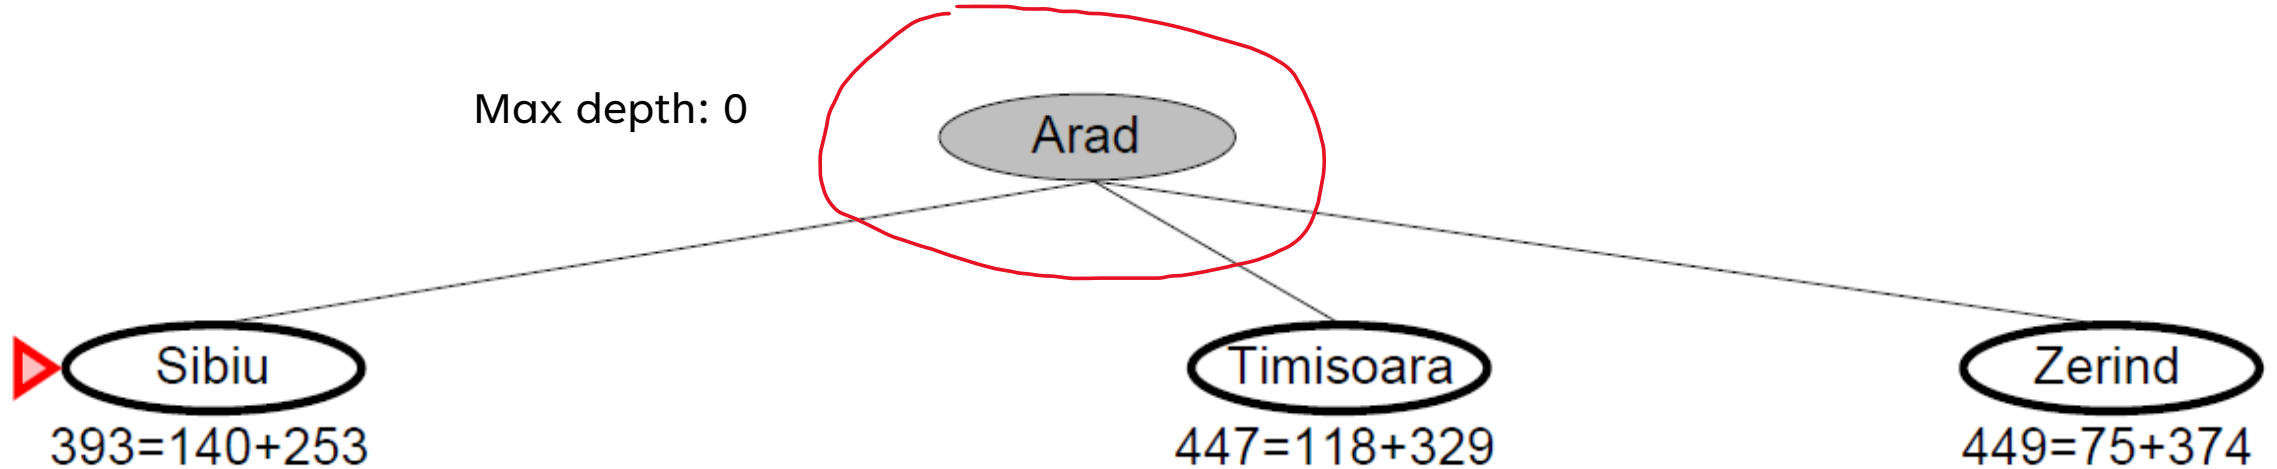 Max depth: 0
Arad
Sibiu
Timisoara
Zerind
393=140+253
447=118+329
449=75+374